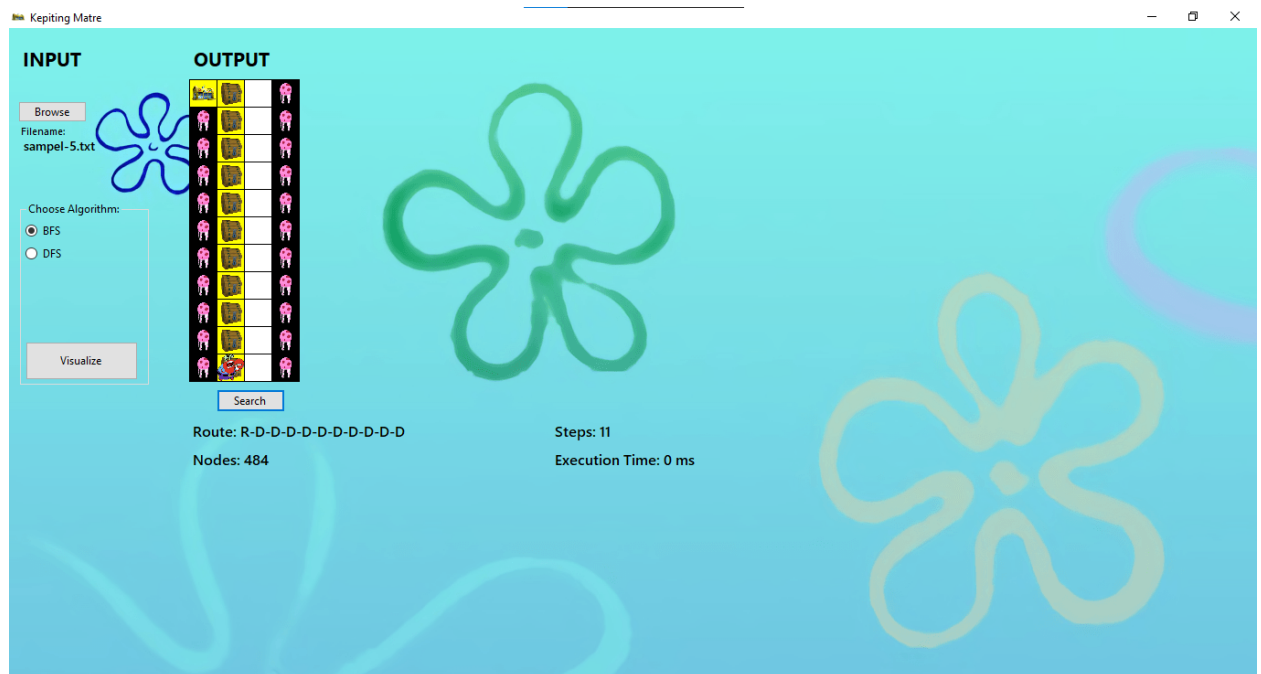 Kepiting Matre
INPUT
OUTPUT
Browse
Filename:
sampel-5.txt
Choose Algorithm:
BFS
DFS
Visualize
Search
Route: R-D-D-D-D-D-D-D-D-D-D
Steps: 11
Nodes: 484
Execution Time: 0 ms